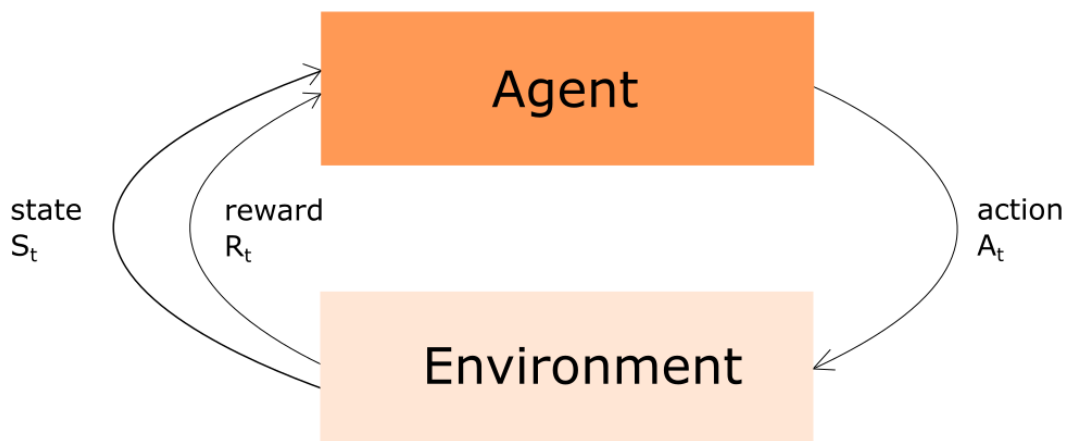 Agent
state
Sₜ
reward
Rₜ
action
Aₜ
Environment